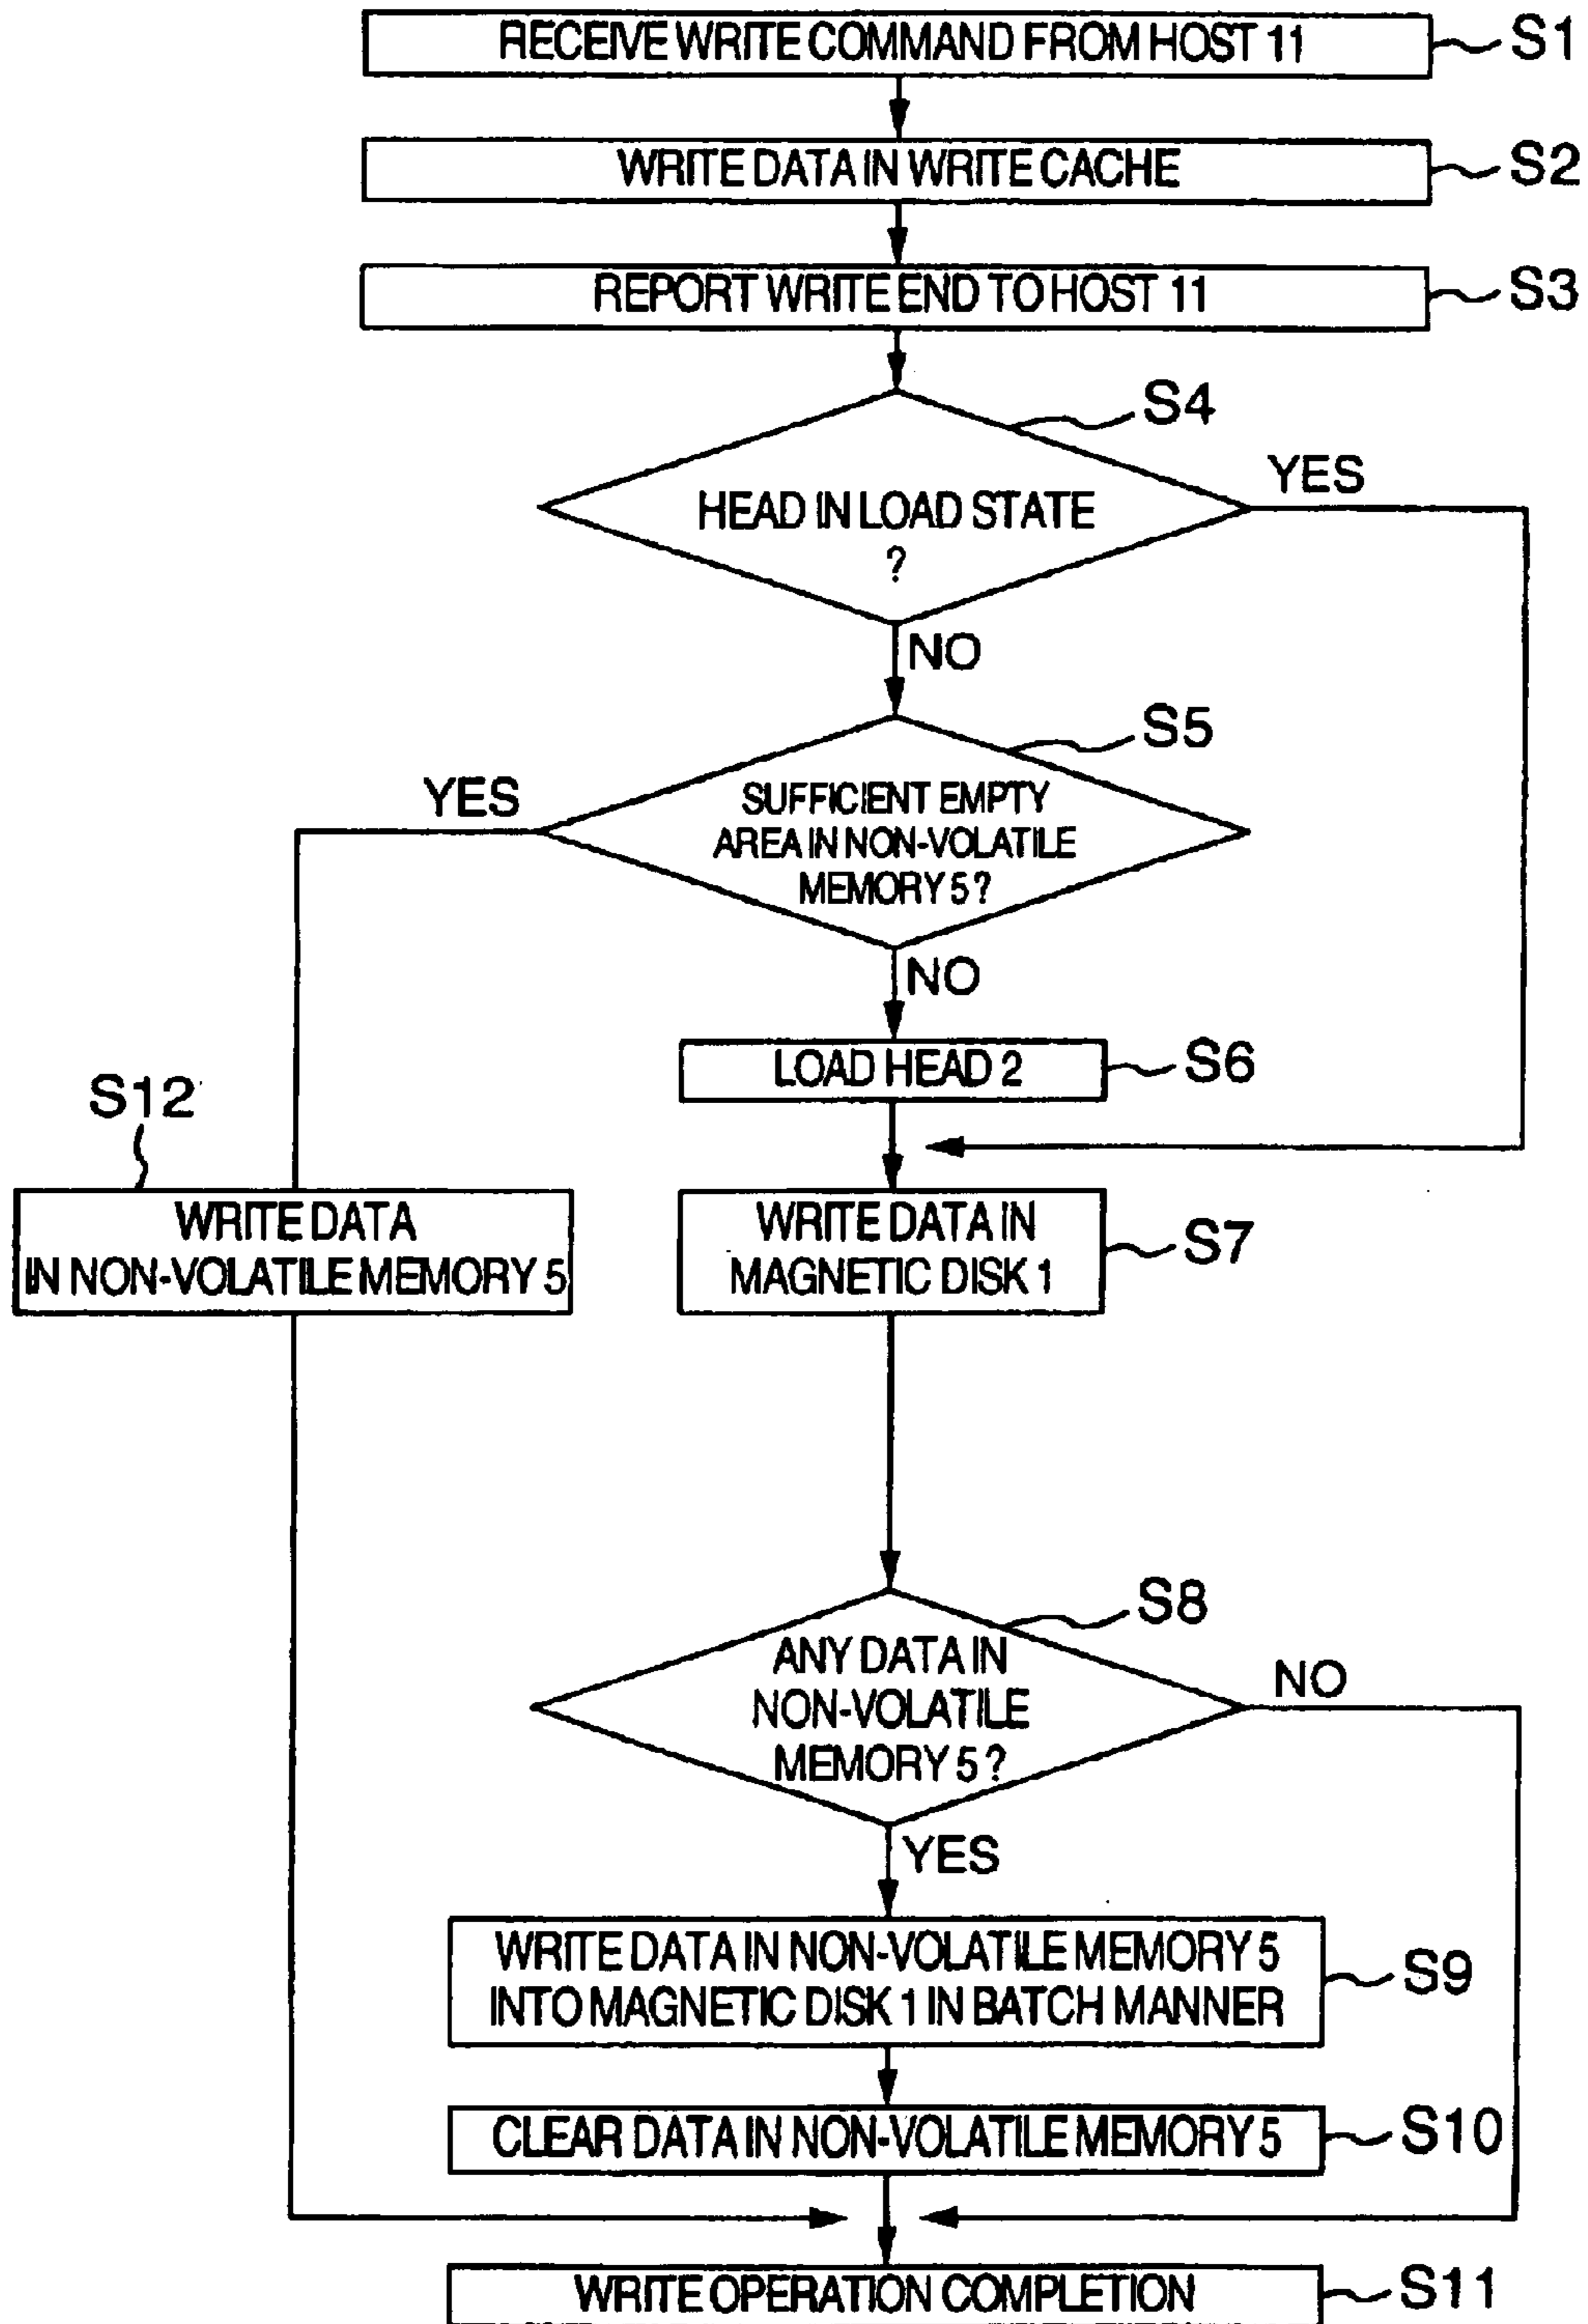 RECEIVE WRITE COMMAND FROM HOST 11
S1
WRITE DATA IN WRITE CACHE
S2
REPORT WRITE END TO HOST 11
S3
S4
HEAD IN LOAD STATE
?
YES
NO
S5
YES
SUFFICIENT EMPTY
AREA IN NON-VOLATILE
MEMORY 5?
NO
LOAD HEAD 2
S6
S12
WRITE DATA
IN NON-VOLATILE MEMORY 5
WRITE DATA IN
MAGNETIC DISK 1
S7
S8
ANY DATA IN
NON-VOLATILE
MEMORY 5?
NO
YES
WRITE DATA IN NON-VOLATILE MEMORY 5
INTO MAGNETIC DISK 1 IN BATCH MANNER
S9
CLEAR DATA IN NON-VOLATILE MEMORY 5
S10
WRITE OPERATION COMPLETION
S11